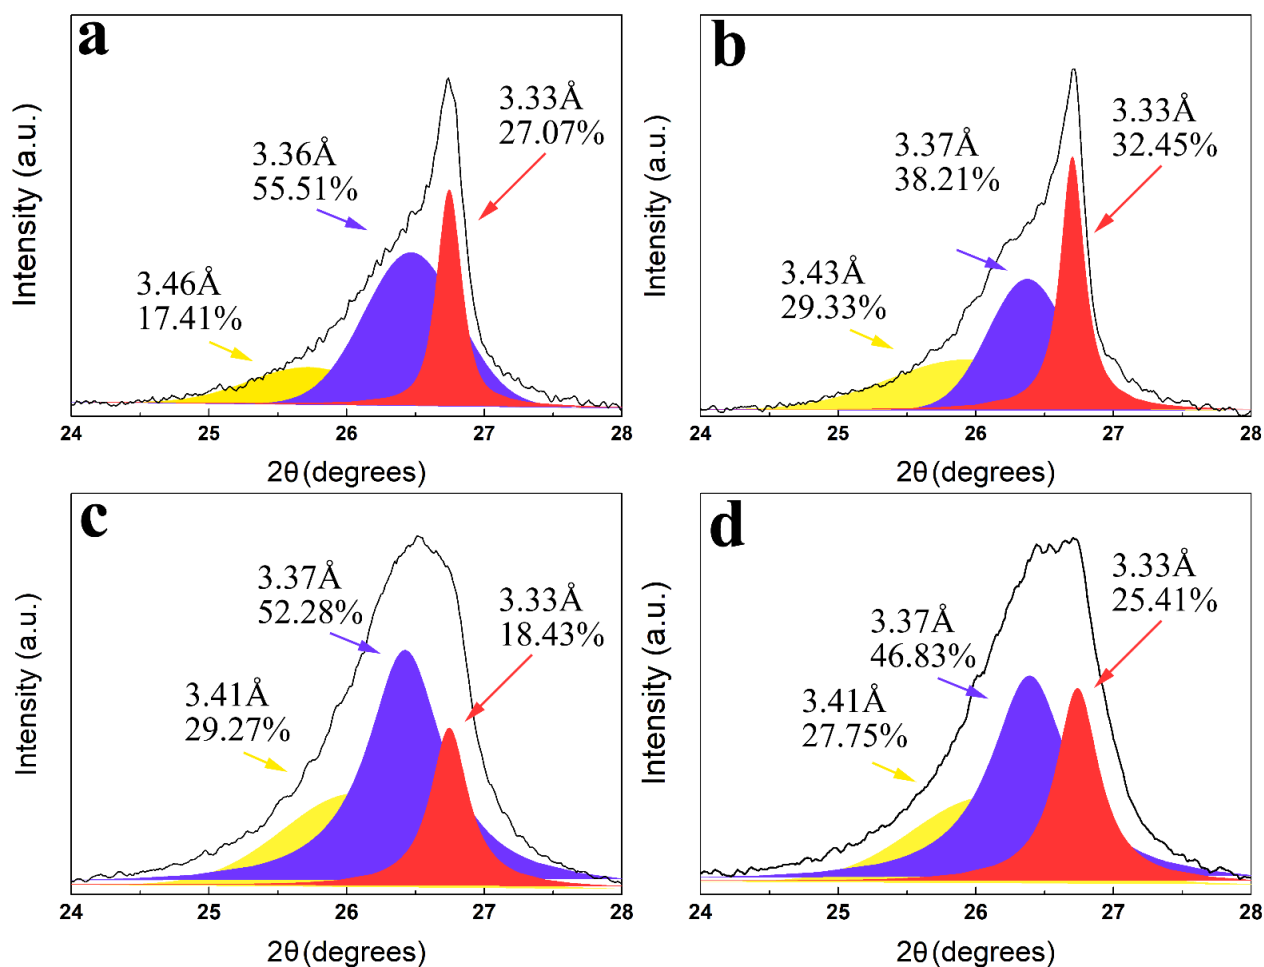 a
Intensity (a.u.)
3.33Å
27.07%
3.36Å
55.51%
3.46Å
17.41%
24 25 26 27 28
2θ (degrees)
b
Intensity (a.u.)
3.33Å
32.45%
3.37Å
38.21%
3.43Å
29.33%
24 25 26 27 28
2θ (degrees)
c
Intensity (a.u.)
3.37Å
52.28%
3.33Å
18.43%
3.41Å
29.27%
24 25 26 27 28
2θ (degrees)
d
Intensity (a.u.)
3.33Å
25.41%
3.37Å
46.83%
3.41Å
27.75%
24 25 26 27 28
2θ (degrees)